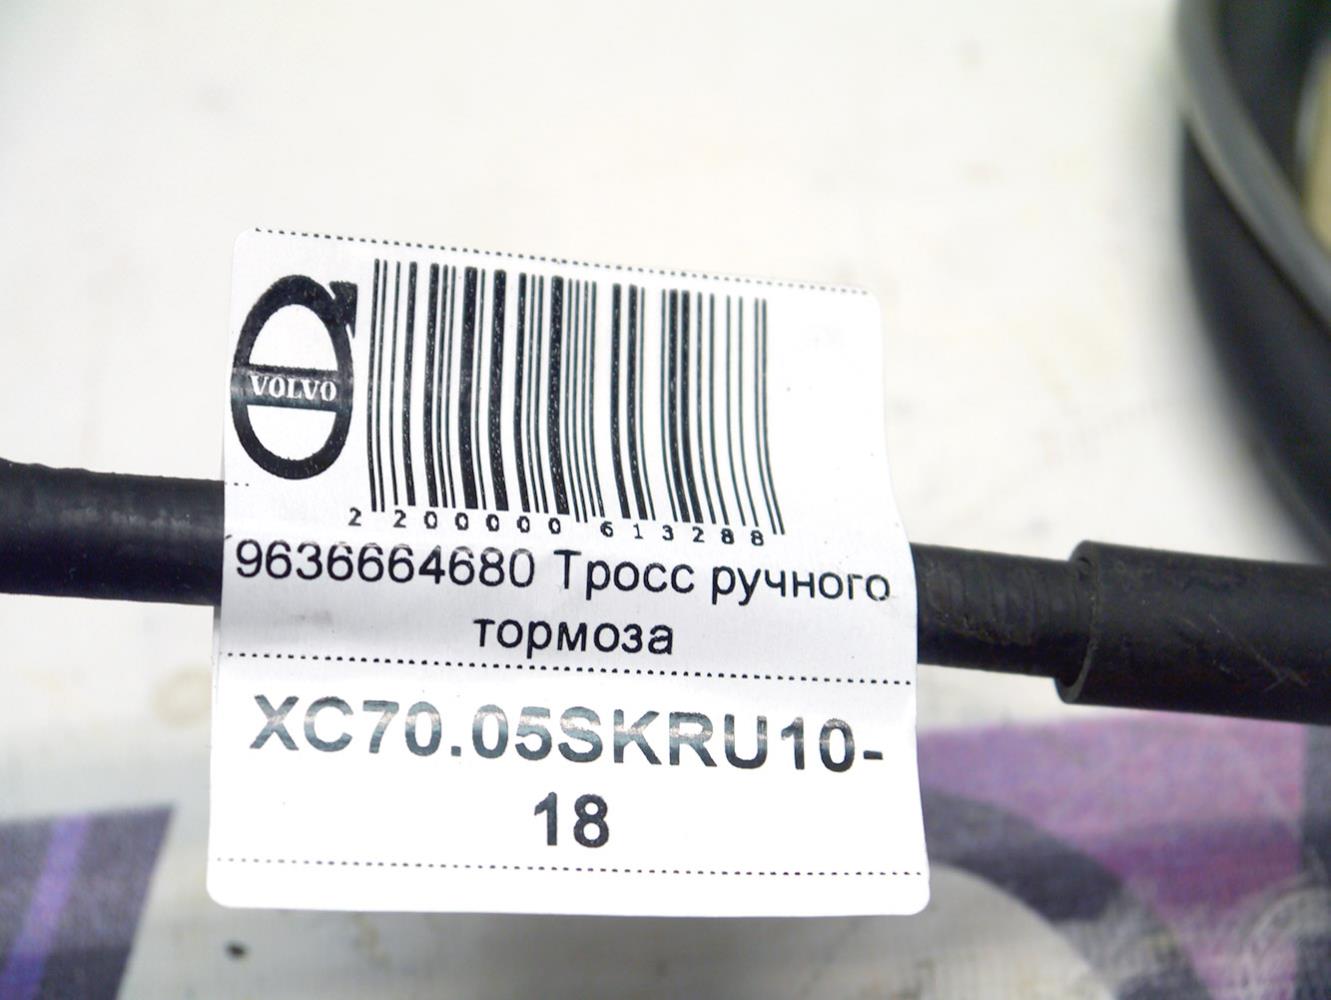 VOLVO
2 200000 613288
9636664680 Тросс ручного
тормоза
XC70.05SKRU10-
18